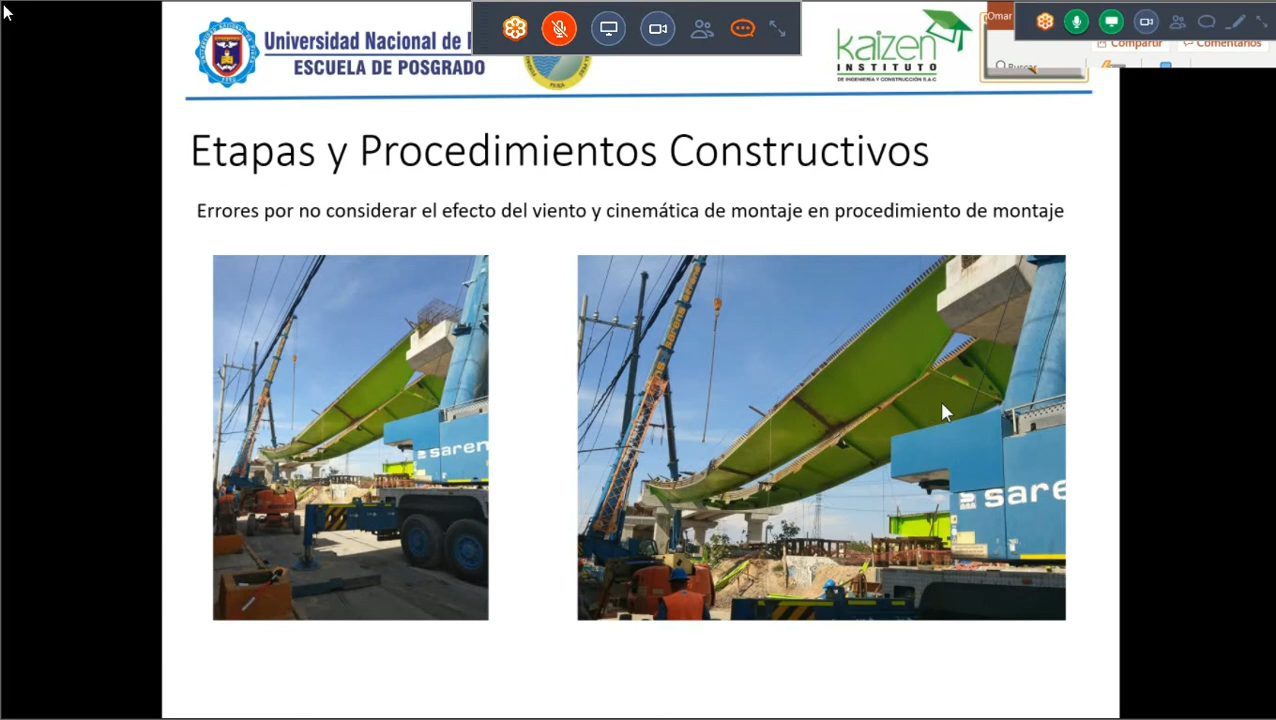 Universidad Nacional de
ESCUELA DE POSGRADO
kaizen
INSTITUTO
DE INGENIERÍA Y CONSTRUCCIÓN S.A.C
Omar
Compartir
Comentarios
Buscar
Etapas y Procedimientos Constructivos
Errores por no considerar el efecto del viento y cinemática de montaje en procedimiento de montaje
saren
sarens
sare